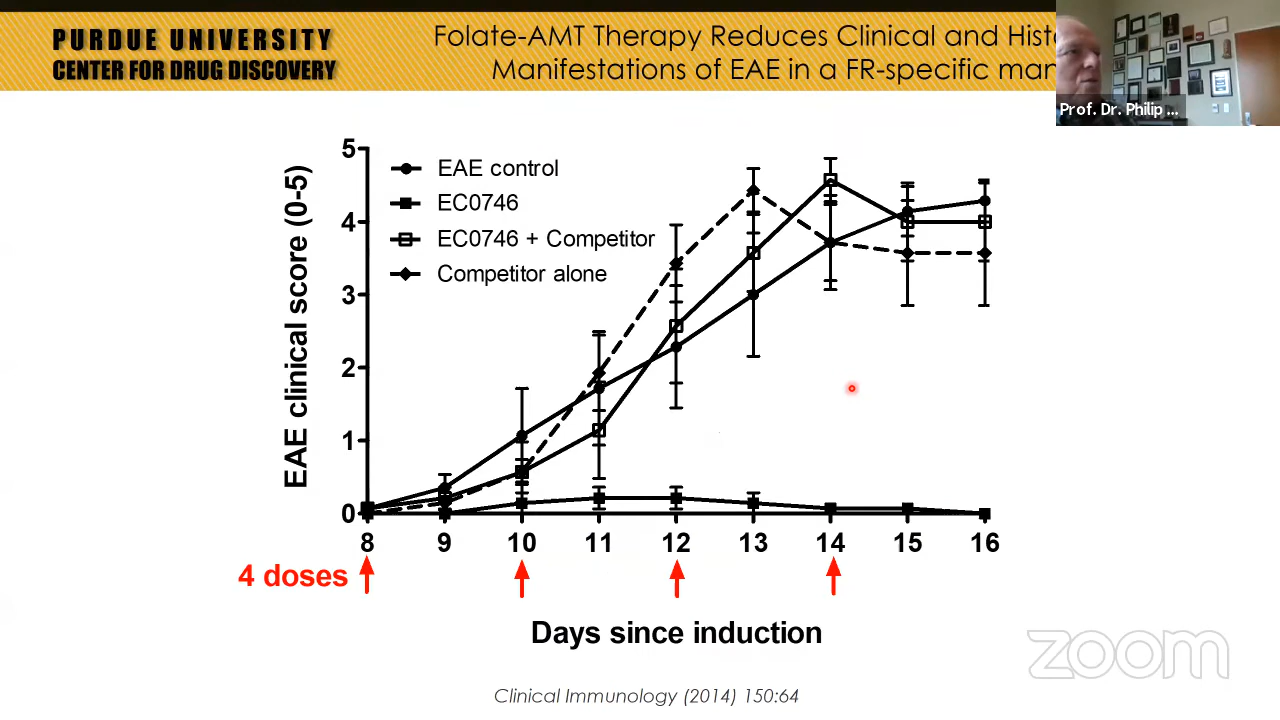 PURDUE UNIVERSITY
CENTER FOR DRUG DISCOVERY
Folate-AMT Therapy Reduces Clinical and
Manifestations of EAE in a FR-specific
Prof. Dr. Philip ...
EAE clinical score (0-5)
5
4
3
2
1
0
EAE control
EC0746
EC0746 + Competitor
Competitor alone
8 9 10 11 12 13 14 15 16
4 doses
Days since induction
zoom
Clinical Immunology (2014) 150:64